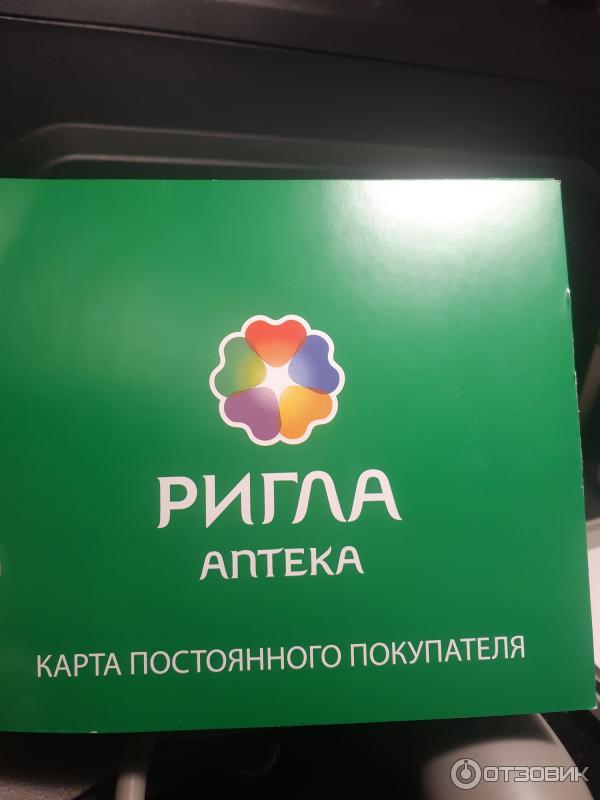 РИГЛА
АПТЕКА
КАРТА ПОСТОЯННОГО ПОКУПАТЕЛЯ
ОТЗОВИК